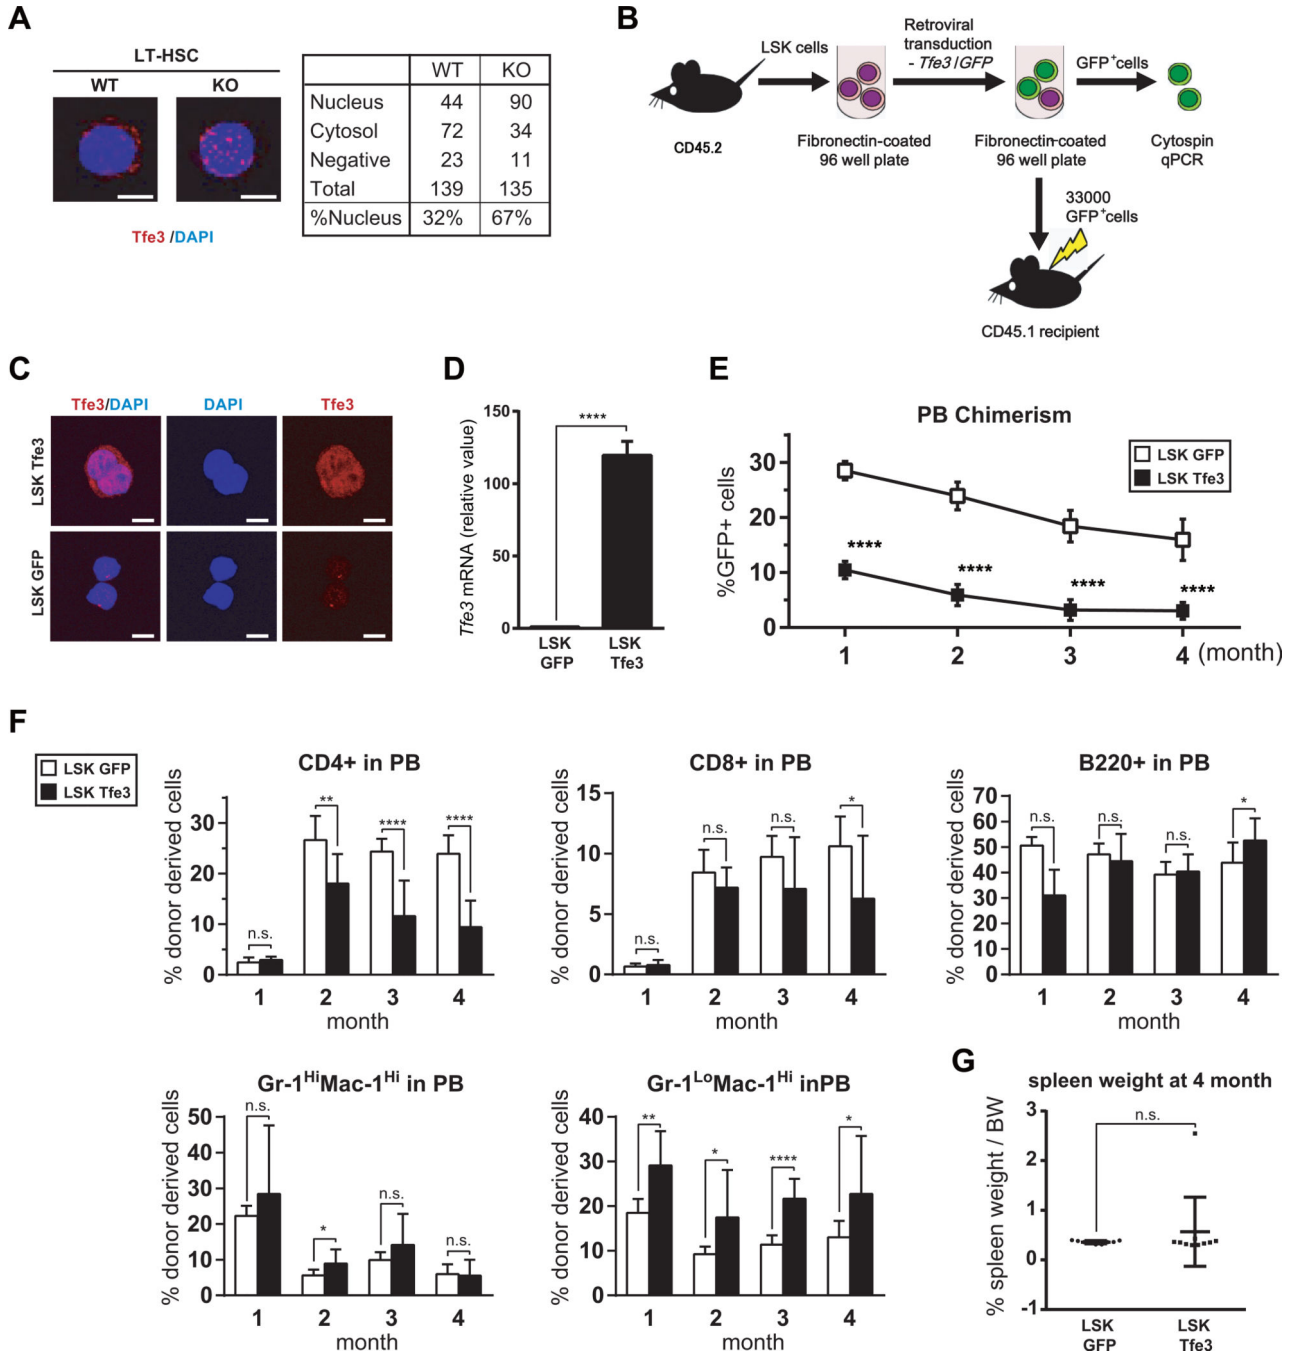 A
LT-HSC
WT KO
Tfe3 /DAPI
WT KO
Nucleus 44 90
Cytosol 72 34
Negative 23 11
Total 139 135
%Nucleus 32% 67%
B
CD45.2
LSK cells
Fibronectin-coated
96 well plate
Retroviral
transduction
- Tfe3/GFP
Fibronectin-coated
96 well plate
GFP+cells
Cytospin
qPCR
33000
GFP+cells
CD45.1 recipient
C
Tfe3/DAPI DAPI Tfe3
LSK Tfe3
LSK GFP
D
Tfe3 mRNA (relative value)
150
100
50
0
****
LSK GFP
LSK Tfe3
E
PB Chimerism
LSK GFP
LSK Tfe3
%GFP+ cells
30
20
10
0
**** **** **** ****
1 2 3 4 (month)
F
LSK GFP
LSK Tfe3
CD4+ in PB
% donor derived cells
30
20
10
0
n.s. ** **** ****
1 2 3 4
month
CD8+ in PB
% donor derived cells
15
10
5
0
n.s. n.s. n.s. *
1 2 3 4
month
B220+ in PB
% donor derived cells
70
60
50
40
30
20
10
0
n.s. n.s. n.s. *
1 2 3 4
month
Gr-1HiMac-1Hi in PB
% donor derived cells
50
40
30
20
10
0
n.s. * n.s. n.s.
1 2 3 4
month
Gr-1LoMac-1Hi inPB
% donor derived cells
40
30
20
10
0
** * **** *
1 2 3 4
month
G
spleen weight at 4 month
% spleen weight / BW
3
2
1
0
-1
n.s.
LSK GFP
LSK Tfe3